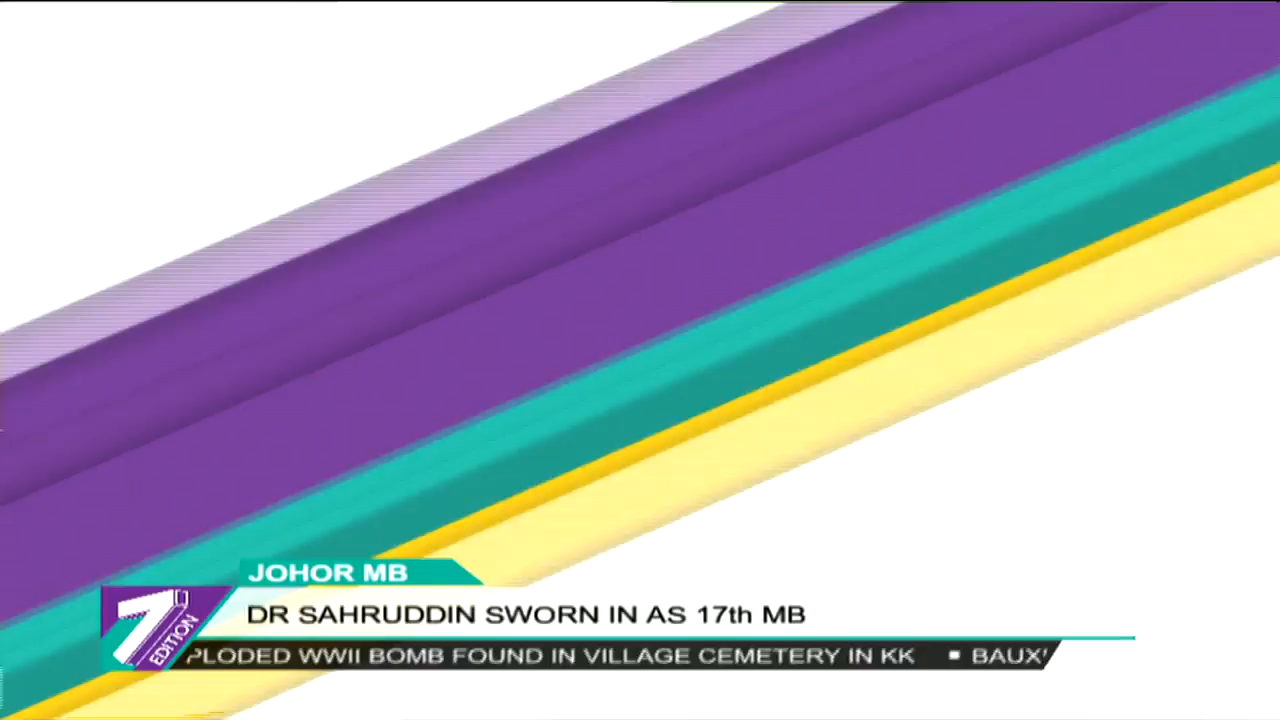 JOHOR MB
DR SAHRUDDIN SWORN IN AS 17th MB
7 EDITION
PLODED WWII BOMB FOUND IN VILLAGE CEMETERY IN KK ▪ BAUX